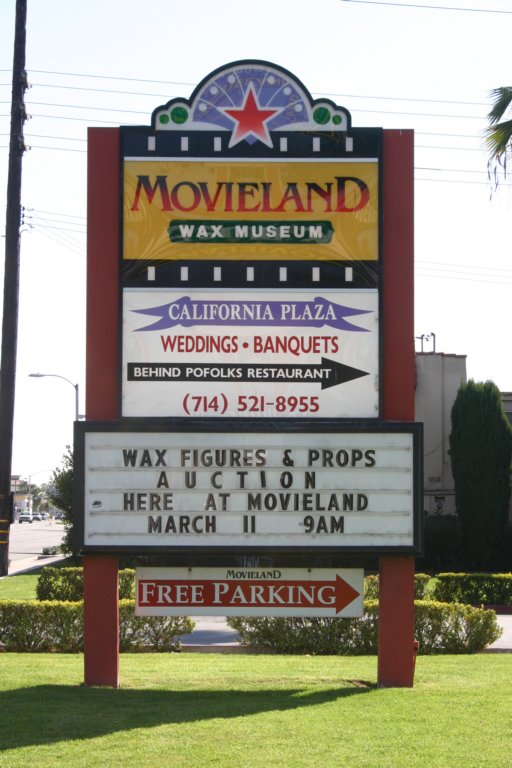 MOVIELAND
WAX MUSEUM
CALIFORNIA PLAZA
WEDDINGS • BANQUETS
BEHIND POFOLKS RESTAURANT
(714) 521-8955
WAX FIGURES & PROPS
AUCTION
HERE AT MOVIELAND
MARCH 11 9AM
MOVIELAND
FREE PARKING